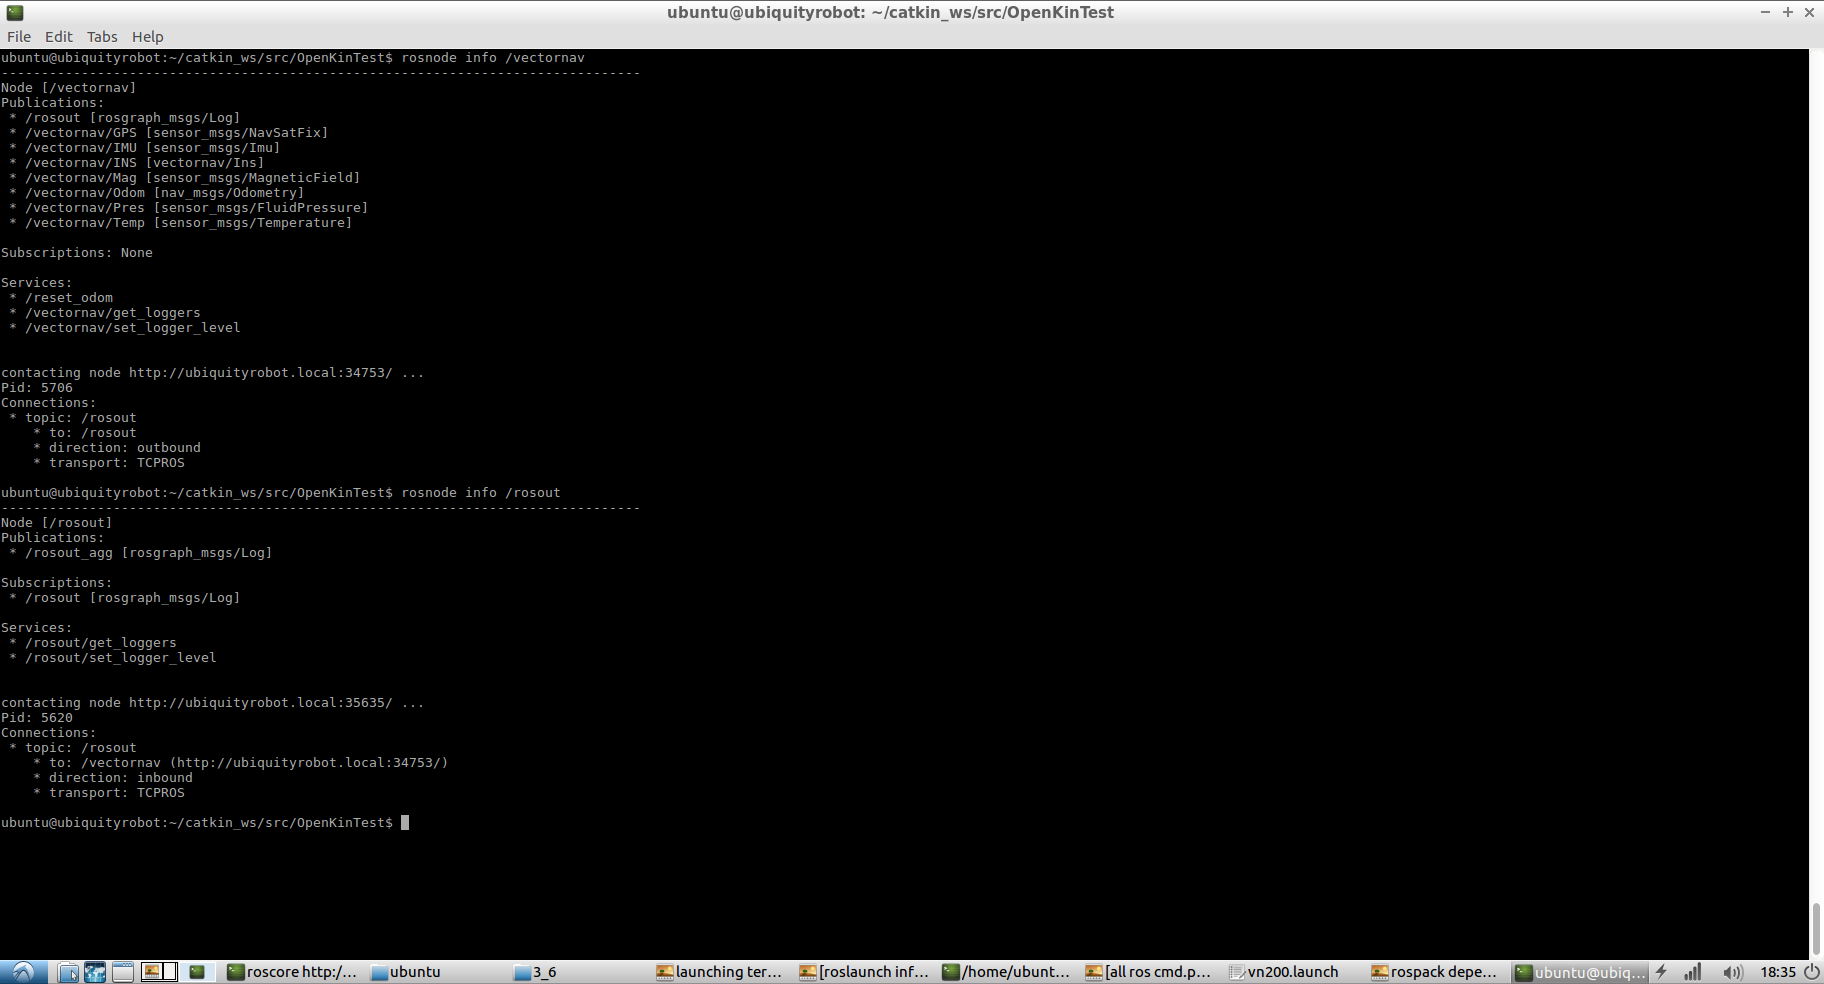 ubuntu@ubiquityrobot: ~/catkin_ws/src/OpenKinTest
File Edit Tabs Help
ubuntu@ubiquityrobot:~/catkin_ws/src/OpenKinTest$ rosnode info /vectornav
--------------------------------------------------------------------------------
Node [/vectornav]
Publications:
 * /rosout [rosgraph_msgs/Log]
 * /vectornav/GPS [sensor_msgs/NavSatFix]
 * /vectornav/IMU [sensor_msgs/Imu]
 * /vectornav/INS [vectornav/Ins]
 * /vectornav/Mag [sensor_msgs/MagneticField]
 * /vectornav/Odom [nav_msgs/Odometry]
 * /vectornav/Pres [sensor_msgs/FluidPressure]
 * /vectornav/Temp [sensor_msgs/Temperature]
Subscriptions: None
Services:
 * /reset_odom
 * /vectornav/get_loggers
 * /vectornav/set_logger_level
contacting node http://ubiquityrobot.local:34753/ ...
Pid: 5706
Connections:
 * topic: /rosout
    * to: /rosout
    * direction: outbound
    * transport: TCPROS
ubuntu@ubiquityrobot:~/catkin_ws/src/OpenKinTest$ rosnode info /rosout
--------------------------------------------------------------------------------
Node [/rosout]
Publications:
 * /rosout_agg [rosgraph_msgs/Log]
Subscriptions:
 * /rosout [rosgraph_msgs/Log]
Services:
 * /rosout/get_loggers
 * /rosout/set_logger_level
contacting node http://ubiquityrobot.local:35635/ ...
Pid: 5620
Connections:
 * topic: /rosout
    * to: /vectornav (http://ubiquityrobot.local:34753/)
    * direction: inbound
    * transport: TCPROS
ubuntu@ubiquityrobot:~/catkin_ws/src/OpenKinTest$
roscore http:/... ubuntu 3_6 launching ter... [roslaunch inf... /home/ubunt... [all ros cmd.p... vn200.launch rospack depe... ubuntu@ubiq... 18:35